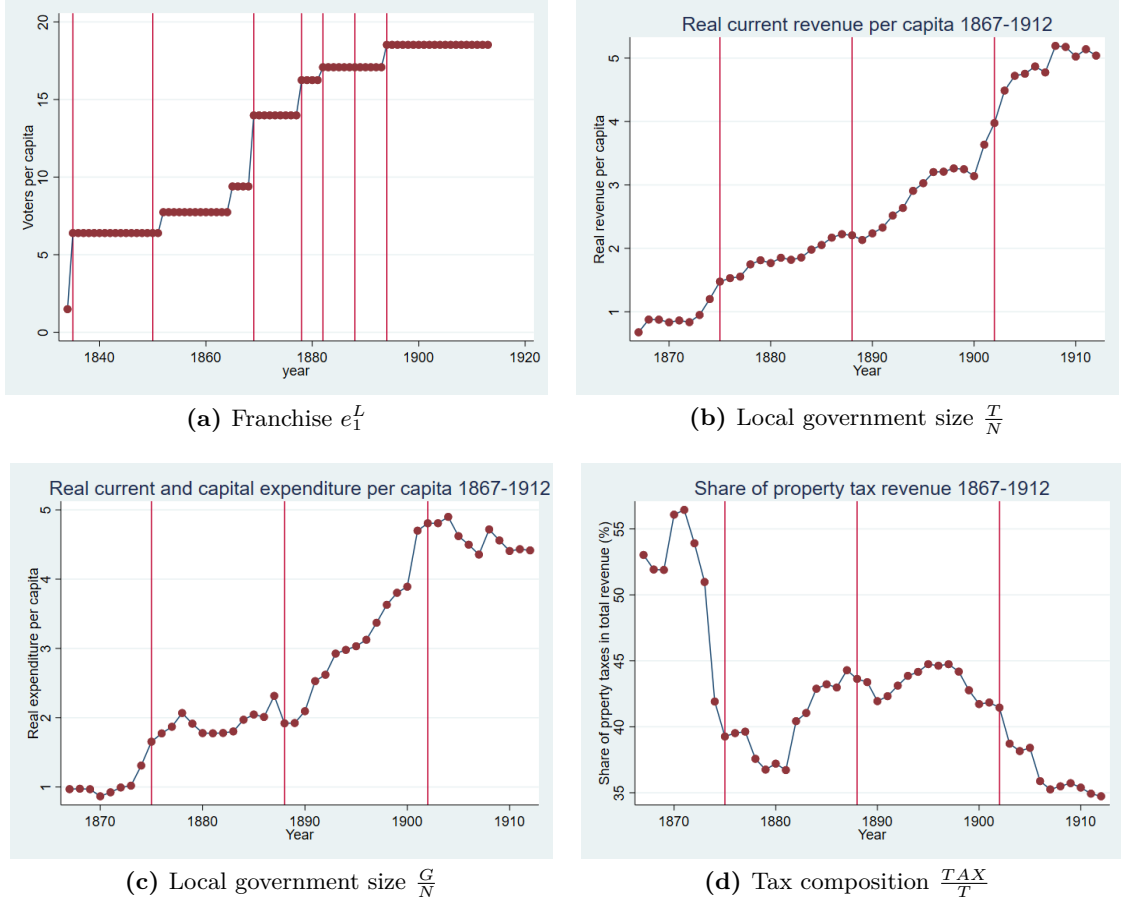 Voters per capita
20
15
10
5
0
1840 1860 1880 1900 1920
year
(a) Franchise e_1^L
Real current revenue per capita 1867-1912
Real revenue per capita
5
4
3
2
1
1870 1880 1890 1900 1910
Year
(b) Local government size T/N
Real current and capital expenditure per capita 1867-1912
Real expenditure per capita
5
4
3
2
1
1870 1880 1890 1900 1910
Year
(c) Local government size G/N
Share of property tax revenue 1867-1912
Share of prperty taxes in total revenue (%)
55
50
45
40
35
1870 1880 1890 1900 1910
Year
(d) Tax composition TAX/T